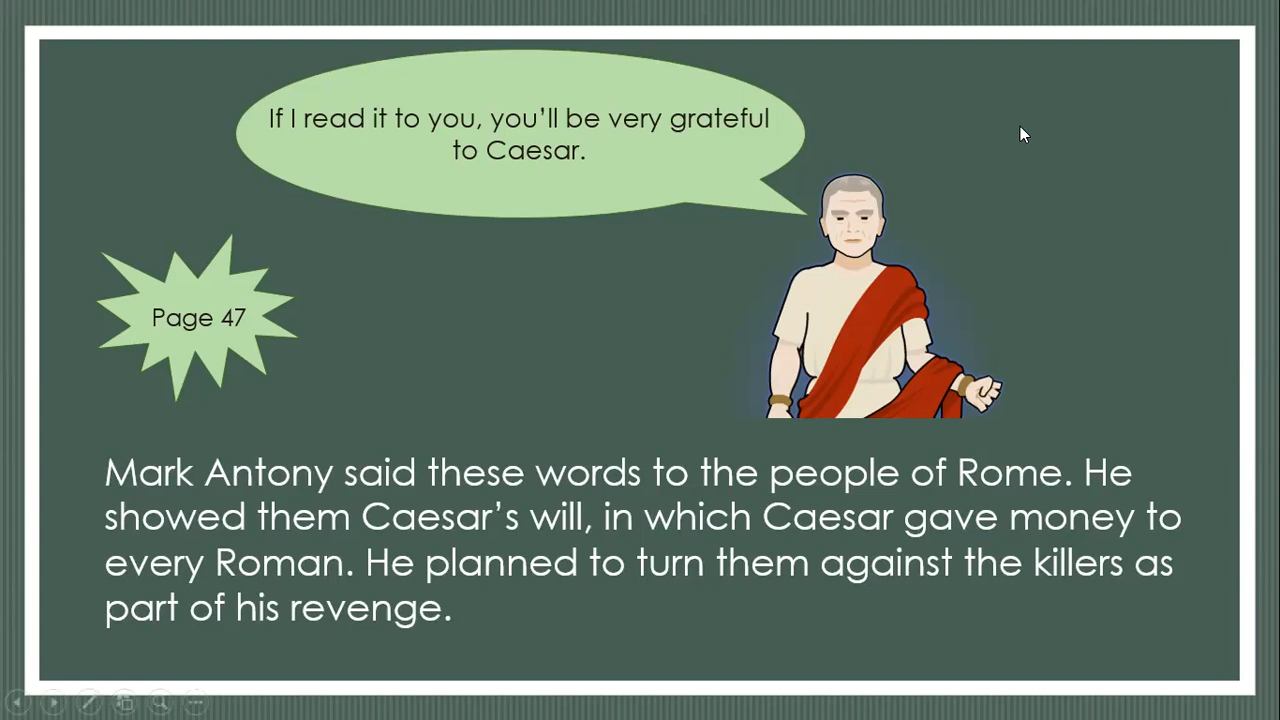 If I read it to you, you'll be very grateful
to Caesar.
Page 47
Mark Antony said these words to the people of Rome. He
showed them Caesar's will, in which Caesar gave money to
every Roman. He planned to turn them against the killers as
part of his revenge.